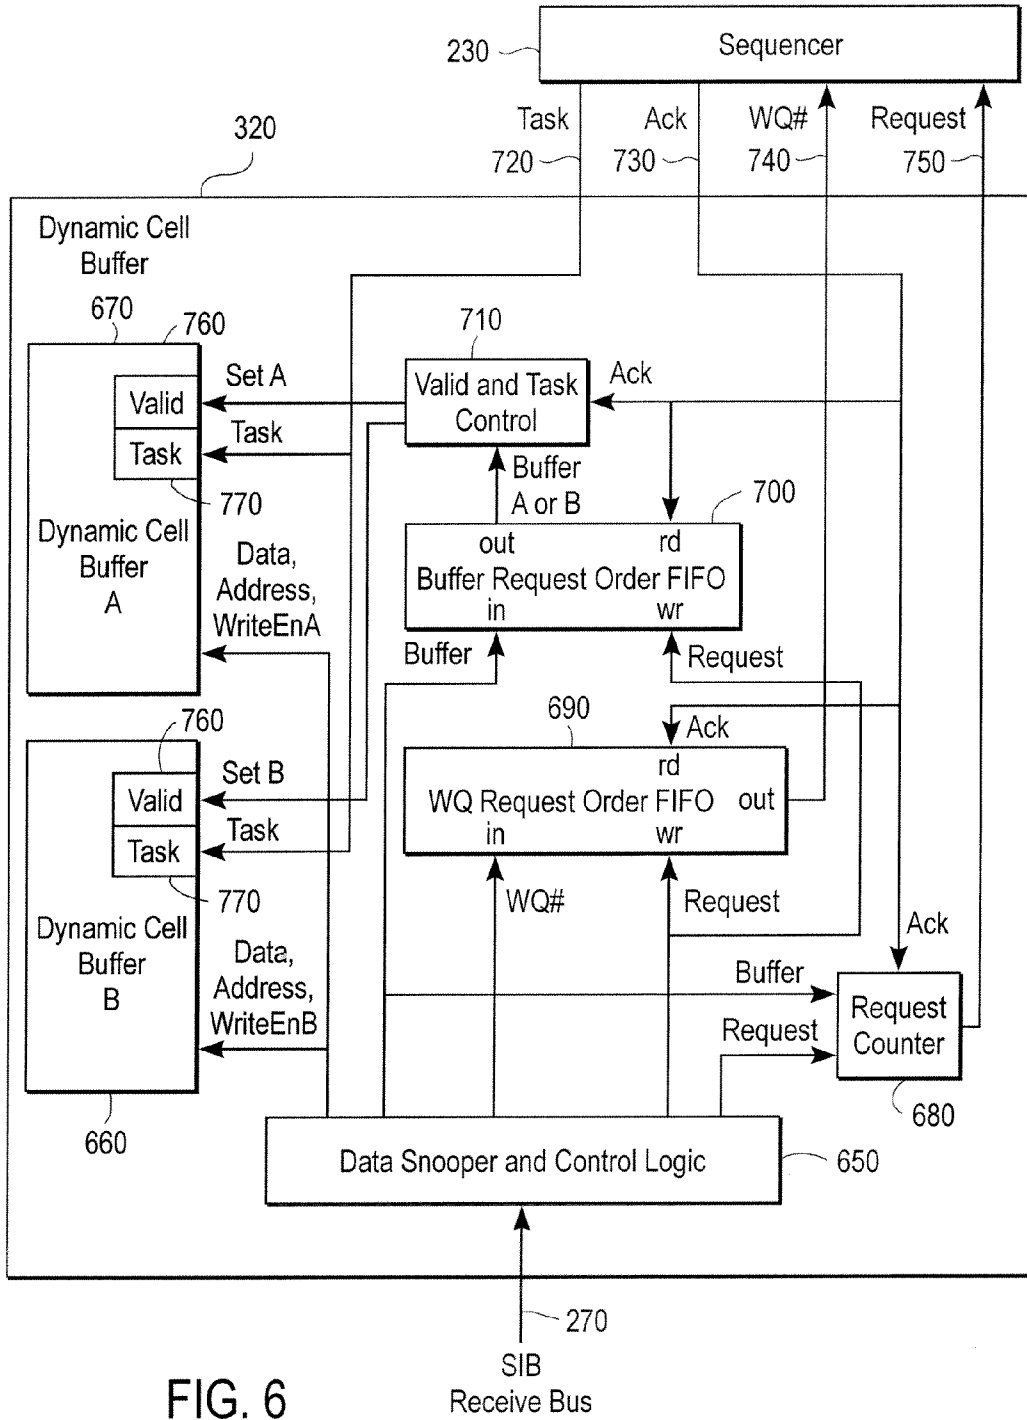 230
Sequencer
Task
Ack
WQ#
Request
720
730
740
750
320
Dynamic Cell
Buffer
670
760
710
Set A
Valid and Task
Control
Ack
Valid
Task
Task
770
Buffer
A or B
700
Dynamic Cell
Buffer
A
out
rd
Buffer Request Order FIFO
in
wr
Data,
Address,
WriteEnA
Buffer
Request
760
690
Ack
Set B
Valid
rd
WQ Request Order FIFO
out
in
wr
Task
Task
770
WQ#
Request
Dynamic Cell
Buffer
B
Data,
Address,
WriteEnB
Ack
Buffer
Request
Request
Counter
680
660
Data Snooper and Control Logic
650
270
SIB
Receive Bus
FIG. 6